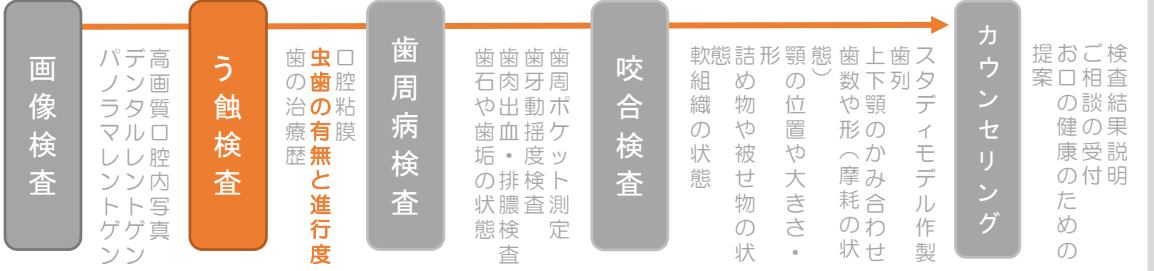 画像検査
高画質口腔内写真
デンタルレントゲン
パノラマレントゲン
う蝕検査
口腔粘膜
虫歯の有無と進行度
歯の治療歴
歯周病検査
歯周ポケット測定
歯牙動揺度検査
歯肉出血・排膿検査
歯石や歯垢の状態
咬合検査
スタディモデル作製
歯列
上下顎のかみ合わせ
歯数や形（摩耗の状
態）
顎の位置や大きさ・
形
詰め物や被せ物の状
態
軟組織の状態
カウンセリング
検査結果説明
ご相談の受付
お口の健康のための
提案